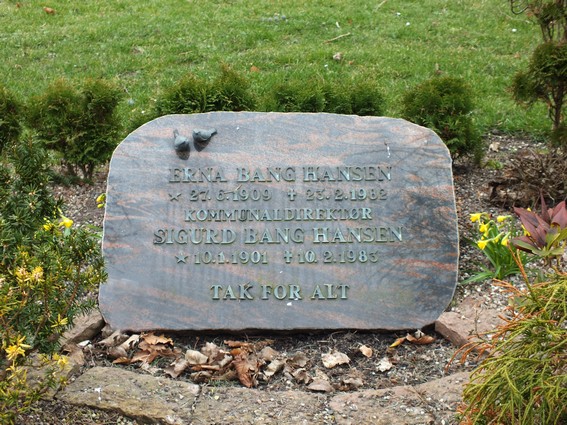 ERNA BANG HANSEN
★ 27.6.1909 ✝ 23.2.1982
KOMMUNALDIREKTØR
SIGURD BANG HANSEN
★ 10.1.1901 ✝ 10.2.1983
TAK FOR ALT